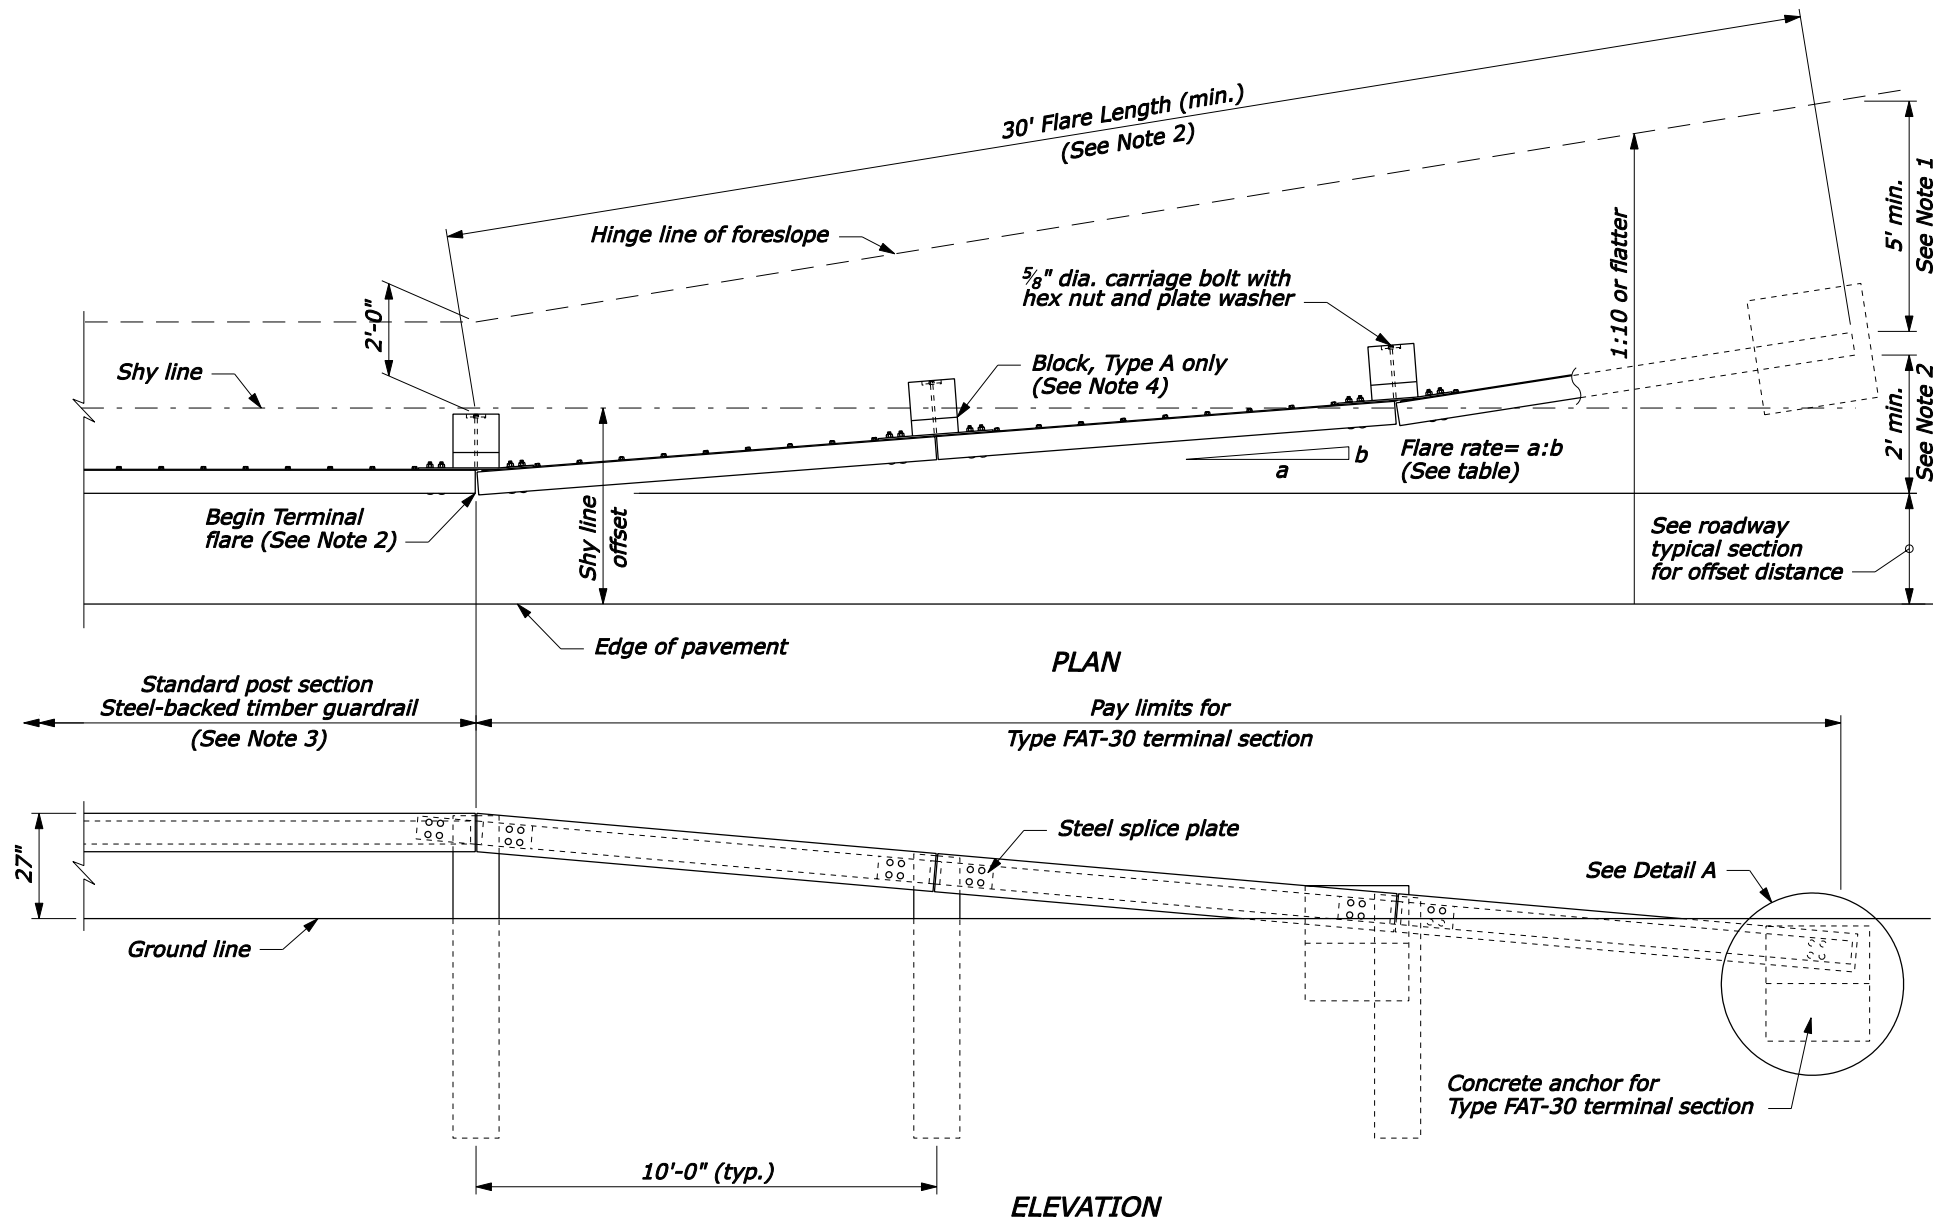 30' Flare Length (min.)
(See Note 2)
Hinge line of foreslope
5/8" dia. carriage bolt with
hex nut and plate washer
1:10 or flatter
5' min.
See Note 1
2'-0"
Shy line
Block, Type A only
(See Note 4)
2' min.
See Note 2
Flare rate= a:b
(See table)
a
b
Begin Terminal
flare (See Note 2)
Shy line
offset
See roadway
typical section
for offset distance
Edge of pavement
PLAN
Standard post section
Steel-backed timber guardrail
(See Note 3)
Pay limits for
Type FAT-30 terminal section
27"
Steel splice plate
See Detail A
Ground line
Concrete anchor for
Type FAT-30 terminal section
10'-0" (typ.)
ELEVATION